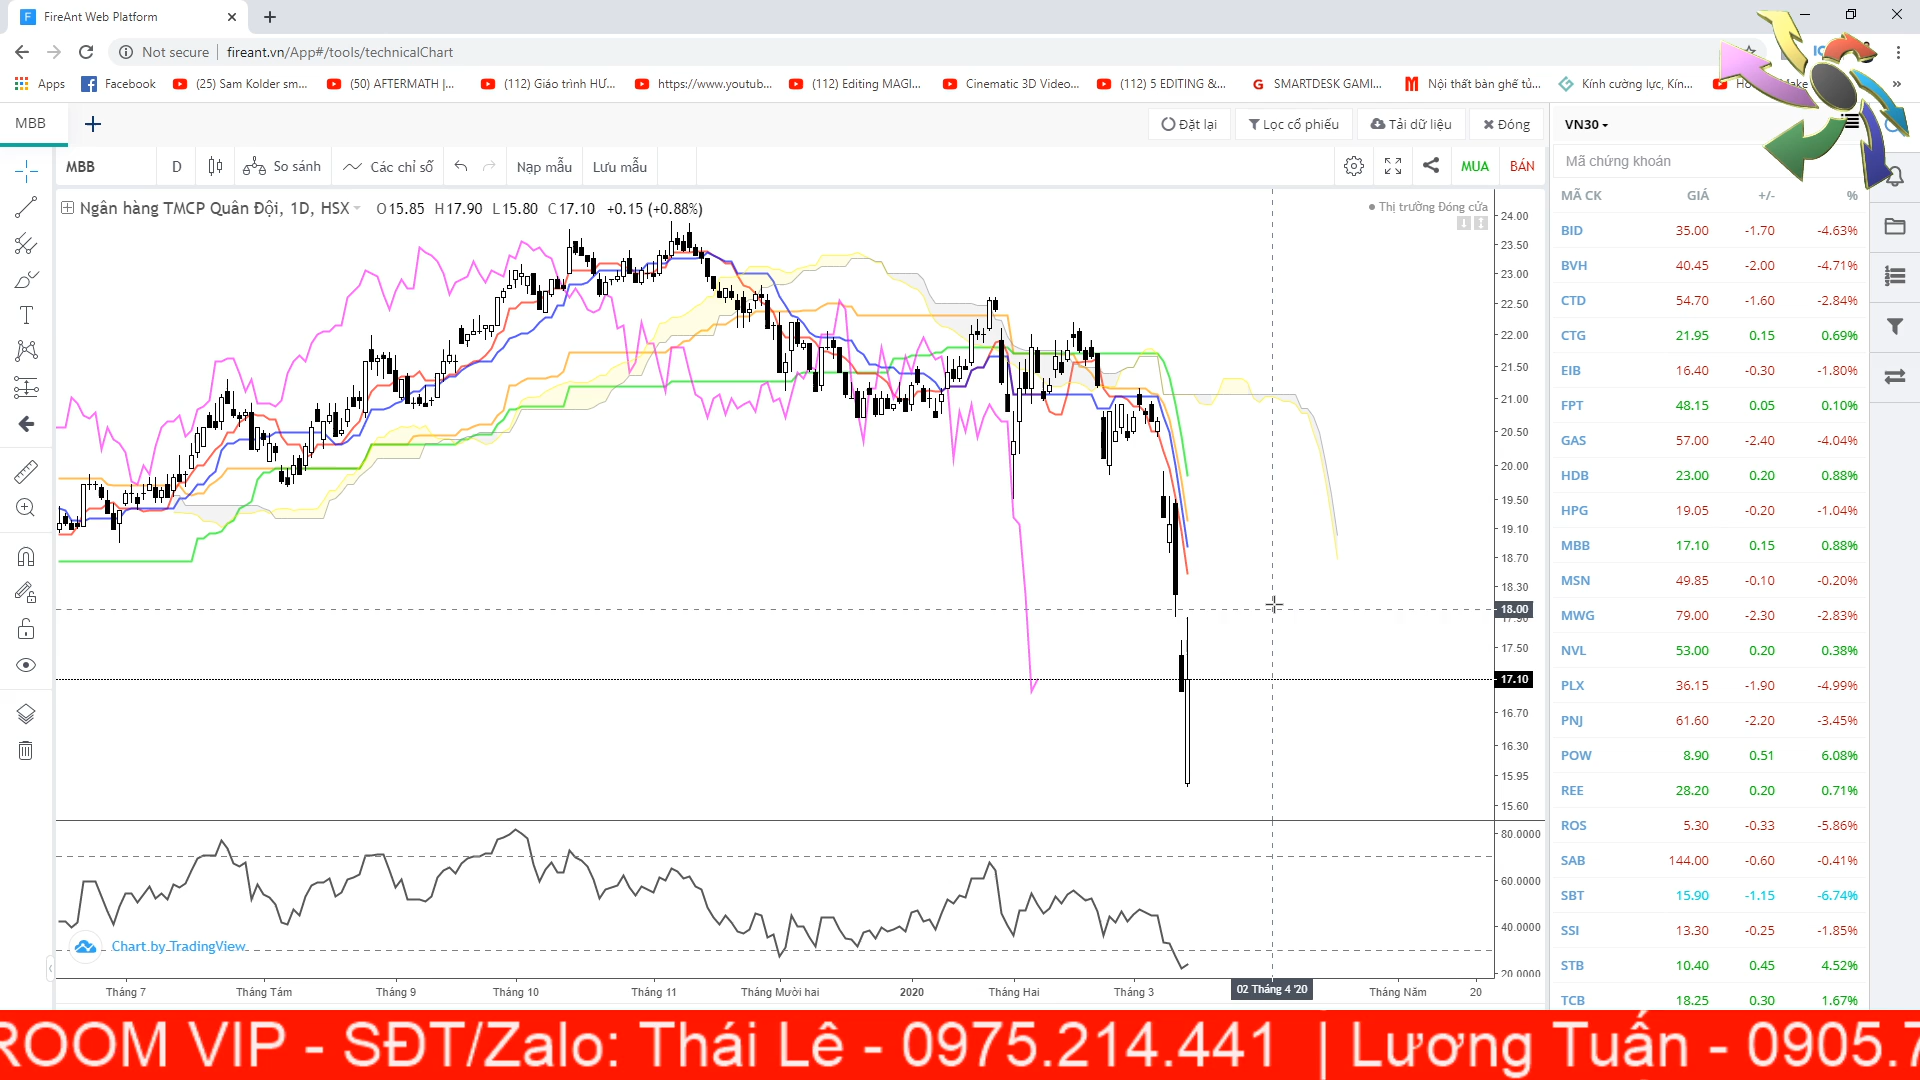 FireAnt Web Platform
Not secure | fireant.vn/App#/tools/technicalChart
Apps Facebook (25) Sam Kolder sm... (50) AFTERMATH |... (112) Giáo trình HƯ... https://www.youtub... (112) Editing MAGI... Cinematic 3D Video... (112) 5 EDITING &... SMARTDESK GAMI... Nội thất bàn ghế tủ... Kính cường lực, Kín...
MBB
Đặt lại Lọc cổ phiếu Tải dữ liệu Đóng
VN30
MBB D So sánh Các chỉ số Nạp mẫu Lưu mẫu MUA BÁN
Mã chứng khoán
Ngân hàng TMCP Quân Đội, 1D, HSX O15.85 H17.90 L15.80 C17.10 +0.15 (+0.88%)
Thị trường Đóng cửa
MÃ CK GIÁ +/- %
BID 35.00 -1.70 -4.63%
BVH 40.45 -2.00 -4.71%
CTD 54.70 -1.60 -2.84%
CTG 21.95 0.15 0.69%
EIB 16.40 -0.30 -1.80%
FPT 48.15 0.05 0.10%
GAS 57.00 -2.40 -4.04%
HDB 23.00 0.20 0.88%
HPG 19.05 -0.20 -1.04%
MBB 17.10 0.15 0.88%
MSN 49.85 -0.10 -0.20%
MWG 79.00 -2.30 -2.83%
NVL 53.00 0.20 0.38%
PLX 36.15 -1.90 -4.99%
PNJ 61.60 -2.20 -3.45%
POW 8.90 0.51 6.08%
REE 28.20 0.20 0.71%
ROS 5.30 -0.33 -5.86%
SAB 144.00 -0.60 -0.41%
SBT 15.90 -1.15 -6.74%
SSI 13.30 -0.25 -1.85%
STB 10.40 0.45 4.52%
TCB 18.25 0.30 1.67%
24.00
23.50
23.00
22.50
22.00
21.50
21.00
20.50
20.00
19.50
19.10
18.70
18.30
18.00
17.90
17.50
17.10
16.70
16.30
15.95
15.60
80.0000
60.0000
40.0000
20.0000
Chart by TradingView
Tháng 7 Tháng Tám Tháng 9 Tháng 10 Tháng 11 Tháng Mười hai 2020 Tháng Hai Tháng 3 02 Tháng 4 '20 Tháng Năm 20
ROOM VIP - SĐT/Zalo: Thái Lê - 0975.214.441 | Lương Tuấn - 0905.7